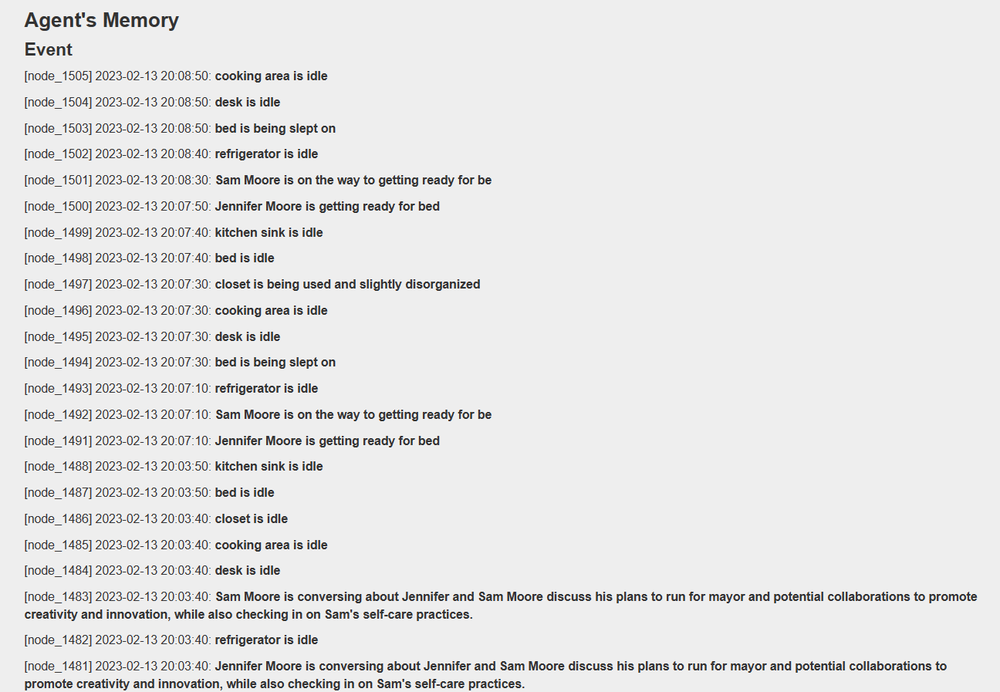 Agent's Memory
Event
[node_1505] 2023-02-13 20:08:50: cooking area is idle
[node_1504] 2023-02-13 20:08:50: desk is idle
[node_1503] 2023-02-13 20:08:50: bed is being slept on
[node_1502] 2023-02-13 20:08:40: refrigerator is idle
[node_1501] 2023-02-13 20:08:30: Sam Moore is on the way to getting ready for be
[node_1500] 2023-02-13 20:07:50: Jennifer Moore is getting ready for bed
[node_1499] 2023-02-13 20:07:40: kitchen sink is idle
[node_1498] 2023-02-13 20:07:40: bed is idle
[node_1497] 2023-02-13 20:07:30: closet is being used and slightly disorganized
[node_1496] 2023-02-13 20:07:30: cooking area is idle
[node_1495] 2023-02-13 20:07:30: desk is idle
[node_1494] 2023-02-13 20:07:30: bed is being slept on
[node_1493] 2023-02-13 20:07:10: refrigerator is idle
[node_1492] 2023-02-13 20:07:10: Sam Moore is on the way to getting ready for be
[node_1491] 2023-02-13 20:07:10: Jennifer Moore is getting ready for bed
[node_1488] 2023-02-13 20:03:50: kitchen sink is idle
[node_1487] 2023-02-13 20:03:50: bed is idle
[node_1486] 2023-02-13 20:03:40: closet is idle
[node_1485] 2023-02-13 20:03:40: cooking area is idle
[node_1484] 2023-02-13 20:03:40: desk is idle
[node_1483] 2023-02-13 20:03:40: Sam Moore is conversing about Jennifer and Sam Moore discuss his plans to run for mayor and potential collaborations to promote
creativity and innovation, while also checking in on Sam's self-care practices.
[node_1482] 2023-02-13 20:03:40: refrigerator is idle
[node_1481] 2023-02-13 20:03:40: Jennifer Moore is conversing about Jennifer and Sam Moore discuss his plans to run for mayor and potential collaborations to
promote creativity and innovation, while also checking in on Sam's self-care practices.